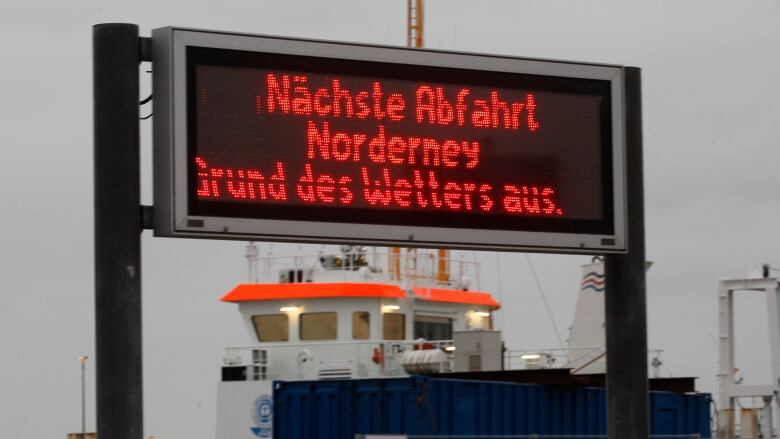 Nächste Abfahrt
Norderney
Grund des Wetters aus.